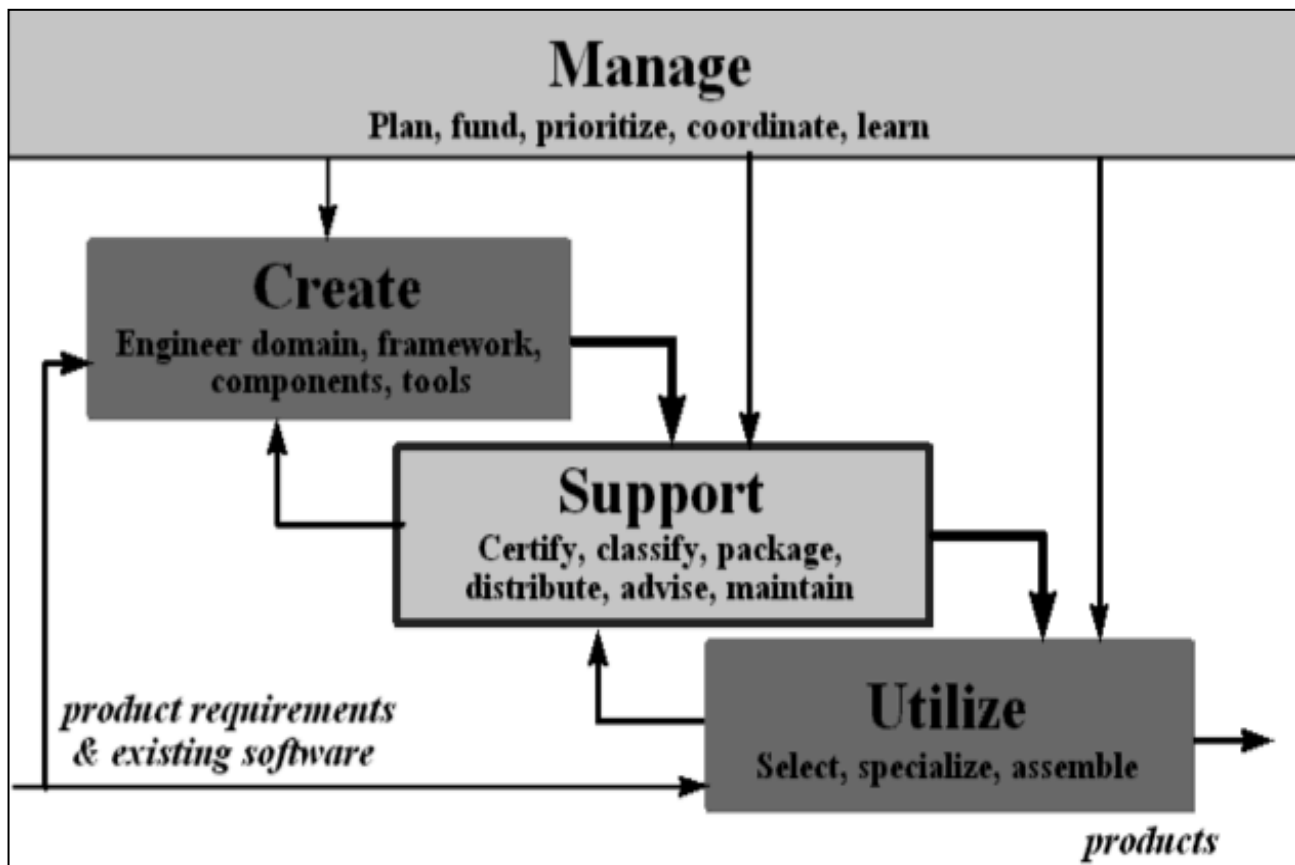 Manage
Plan, fund, prioritize, coordinate, learn
Create
Engineer domain, framework,
components, tools
Support
Certify, classify, package,
distribute, advise, maintain
product requirements
& existing software
Utilize
Select, specialize, assemble
products